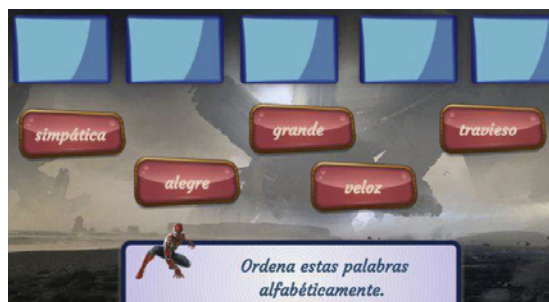 simpática
grande
travieso
alegre
veloz
Ordena estas palabras
alfabéticamente.